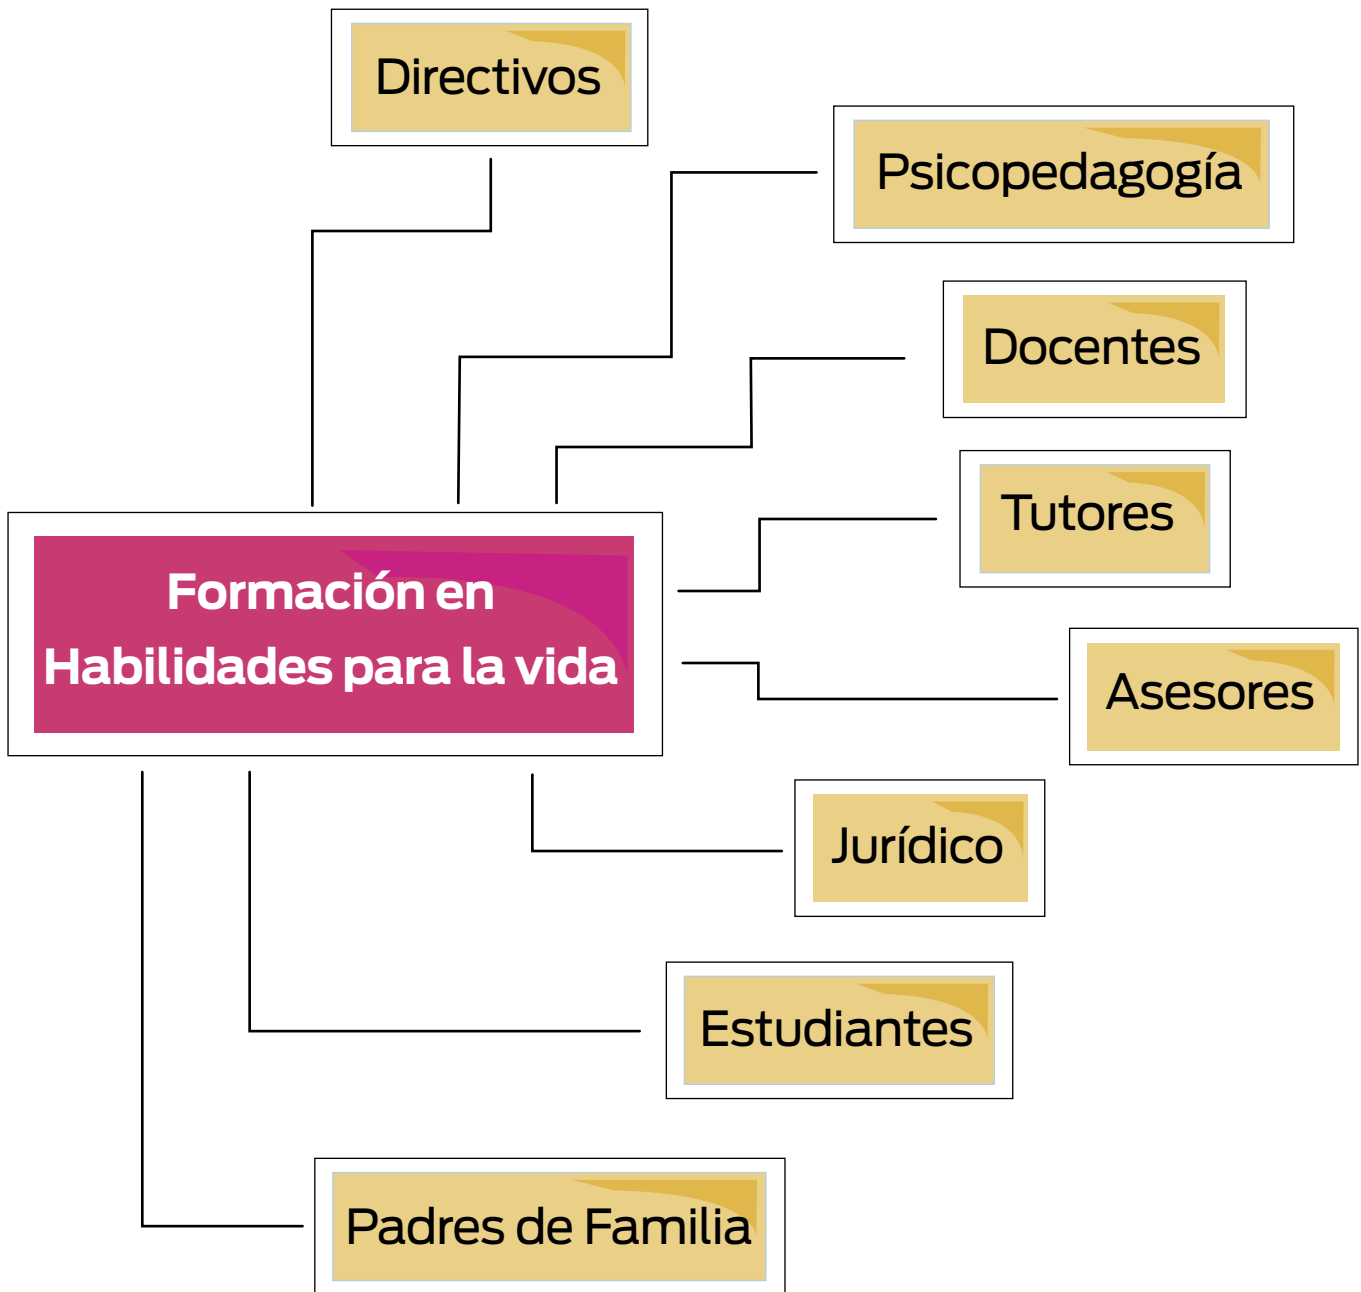 Directivos
Psicopedagogía
Docentes
Tutores
Formación en
Habilidades para la vida
Asesores
Jurídico
Estudiantes
Padres de Familia